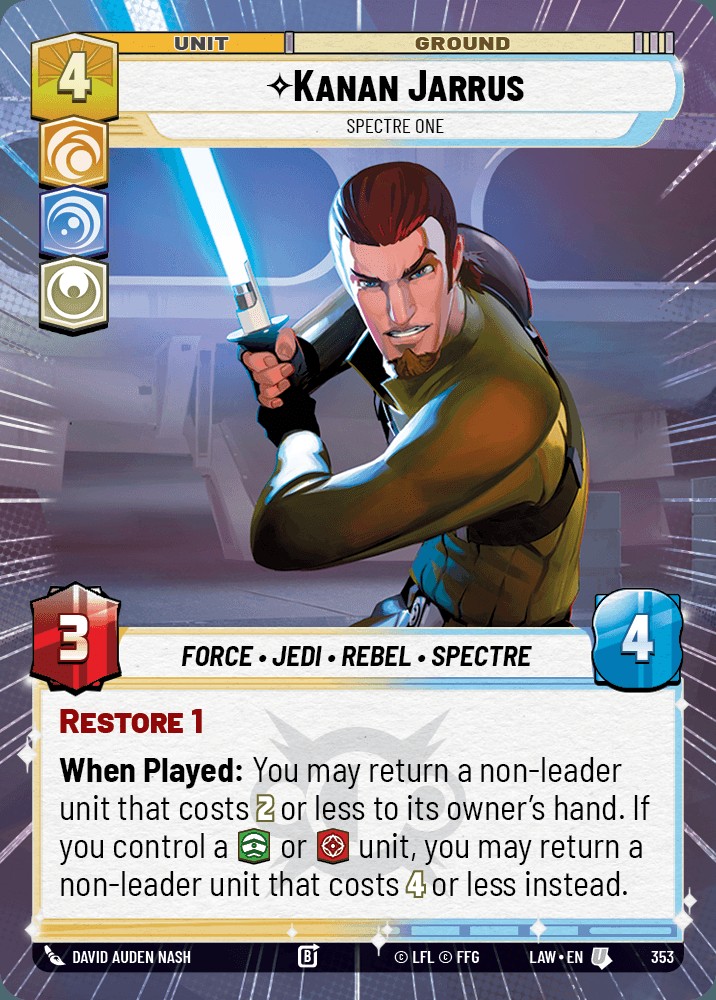 UNIT GROUND
4
✧KANAN JARRUS
SPECTRE ONE
3
FORCE • JEDI • REBEL • SPECTRE
4
RESTORE 1
When Played: You may return a non-leader
unit that costs 2 or less to its owner's hand. If
you control a or unit, you may return a
non-leader unit that costs 4 or less instead.
DAVID AUDEN NASH B © LFL © FFG LAW • EN U 353